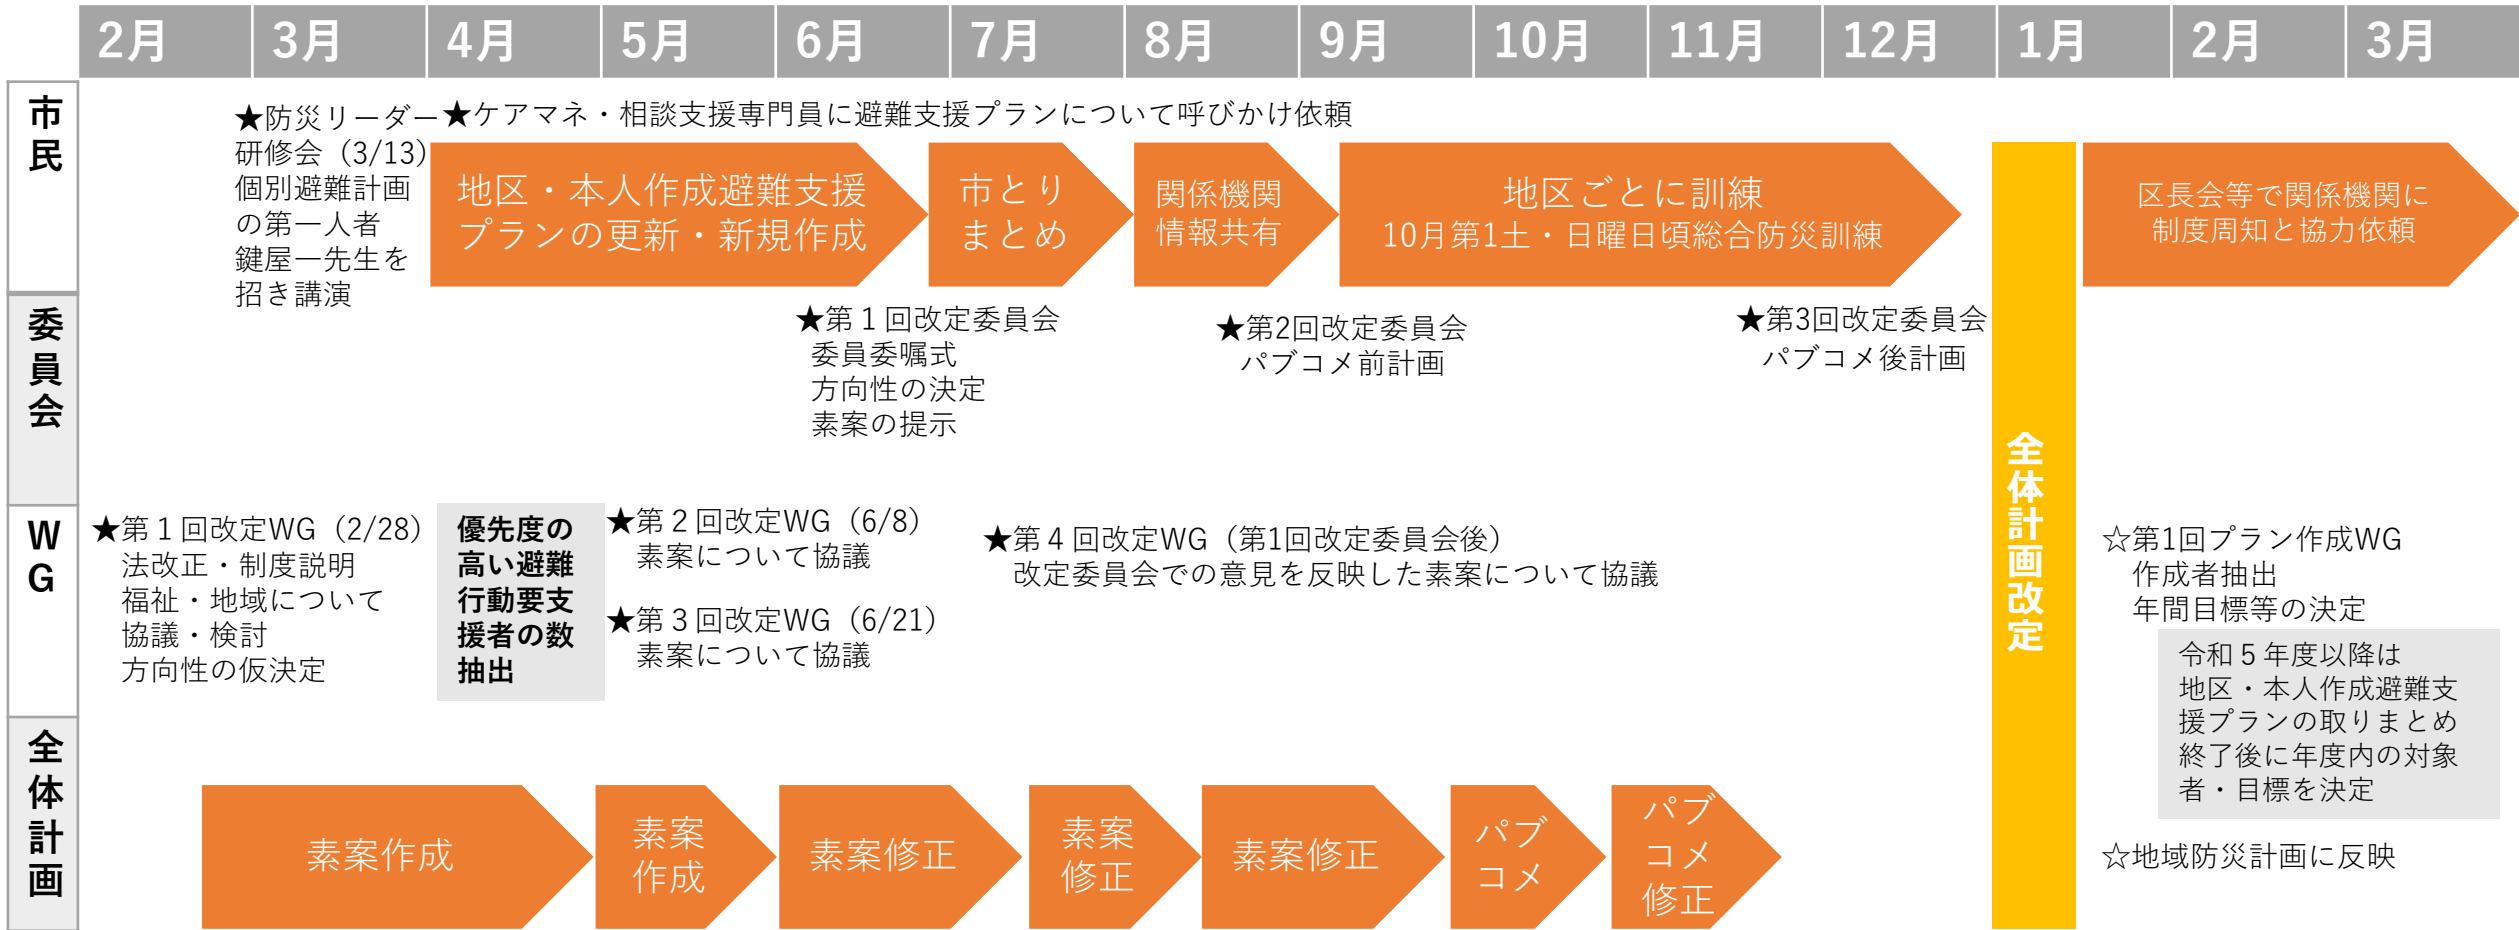 2月
3月
4月
5月
6月
7月
8月
9月
10月
11月
12月
1月
2月
3月
市民
★防災リーダー
研修会（3/13）
個別避難計画
の第一人者
鍵屋一先生を
招き講演
★ケアマネ・相談支援専門員に避難支援プランについて呼びかけ依頼
地区・本人作成避難支援
プランの更新・新規作成
市とり
まとめ
関係機関
情報共有
地区ごとに訓練
10月第1土・日曜日頃総合防災訓練
区長会等で関係機関に
制度周知と協力依頼
委員会
★第１回改定委員会
委員委嘱式
方向性の決定
素案の提示
★第2回改定委員会
パブコメ前計画
★第3回改定委員会
パブコメ後計画
全体計画改定
WG
★第１回改定WG（2/28）
法改正・制度説明
福祉・地域について
協議・検討
方向性の仮決定
優先度の
高い避難
行動要支
援者の数
抽出
★第２回改定WG（6/8）
素案について協議
★第３回改定WG（6/21）
素案について協議
★第４回改定WG（第1回改定委員会後）
改定委員会での意見を反映した素案について協議
☆第1回プラン作成WG
作成者抽出
年間目標等の決定
令和５年度以降は
地区・本人作成避難支
援プランの取りまとめ
終了後に年度内の対象
者・目標を決定
全体計画
素案作成
素案
作成
素案修正
素案
修正
素案修正
パブ
コメ
パブ
コメ
修正
☆地域防災計画に反映